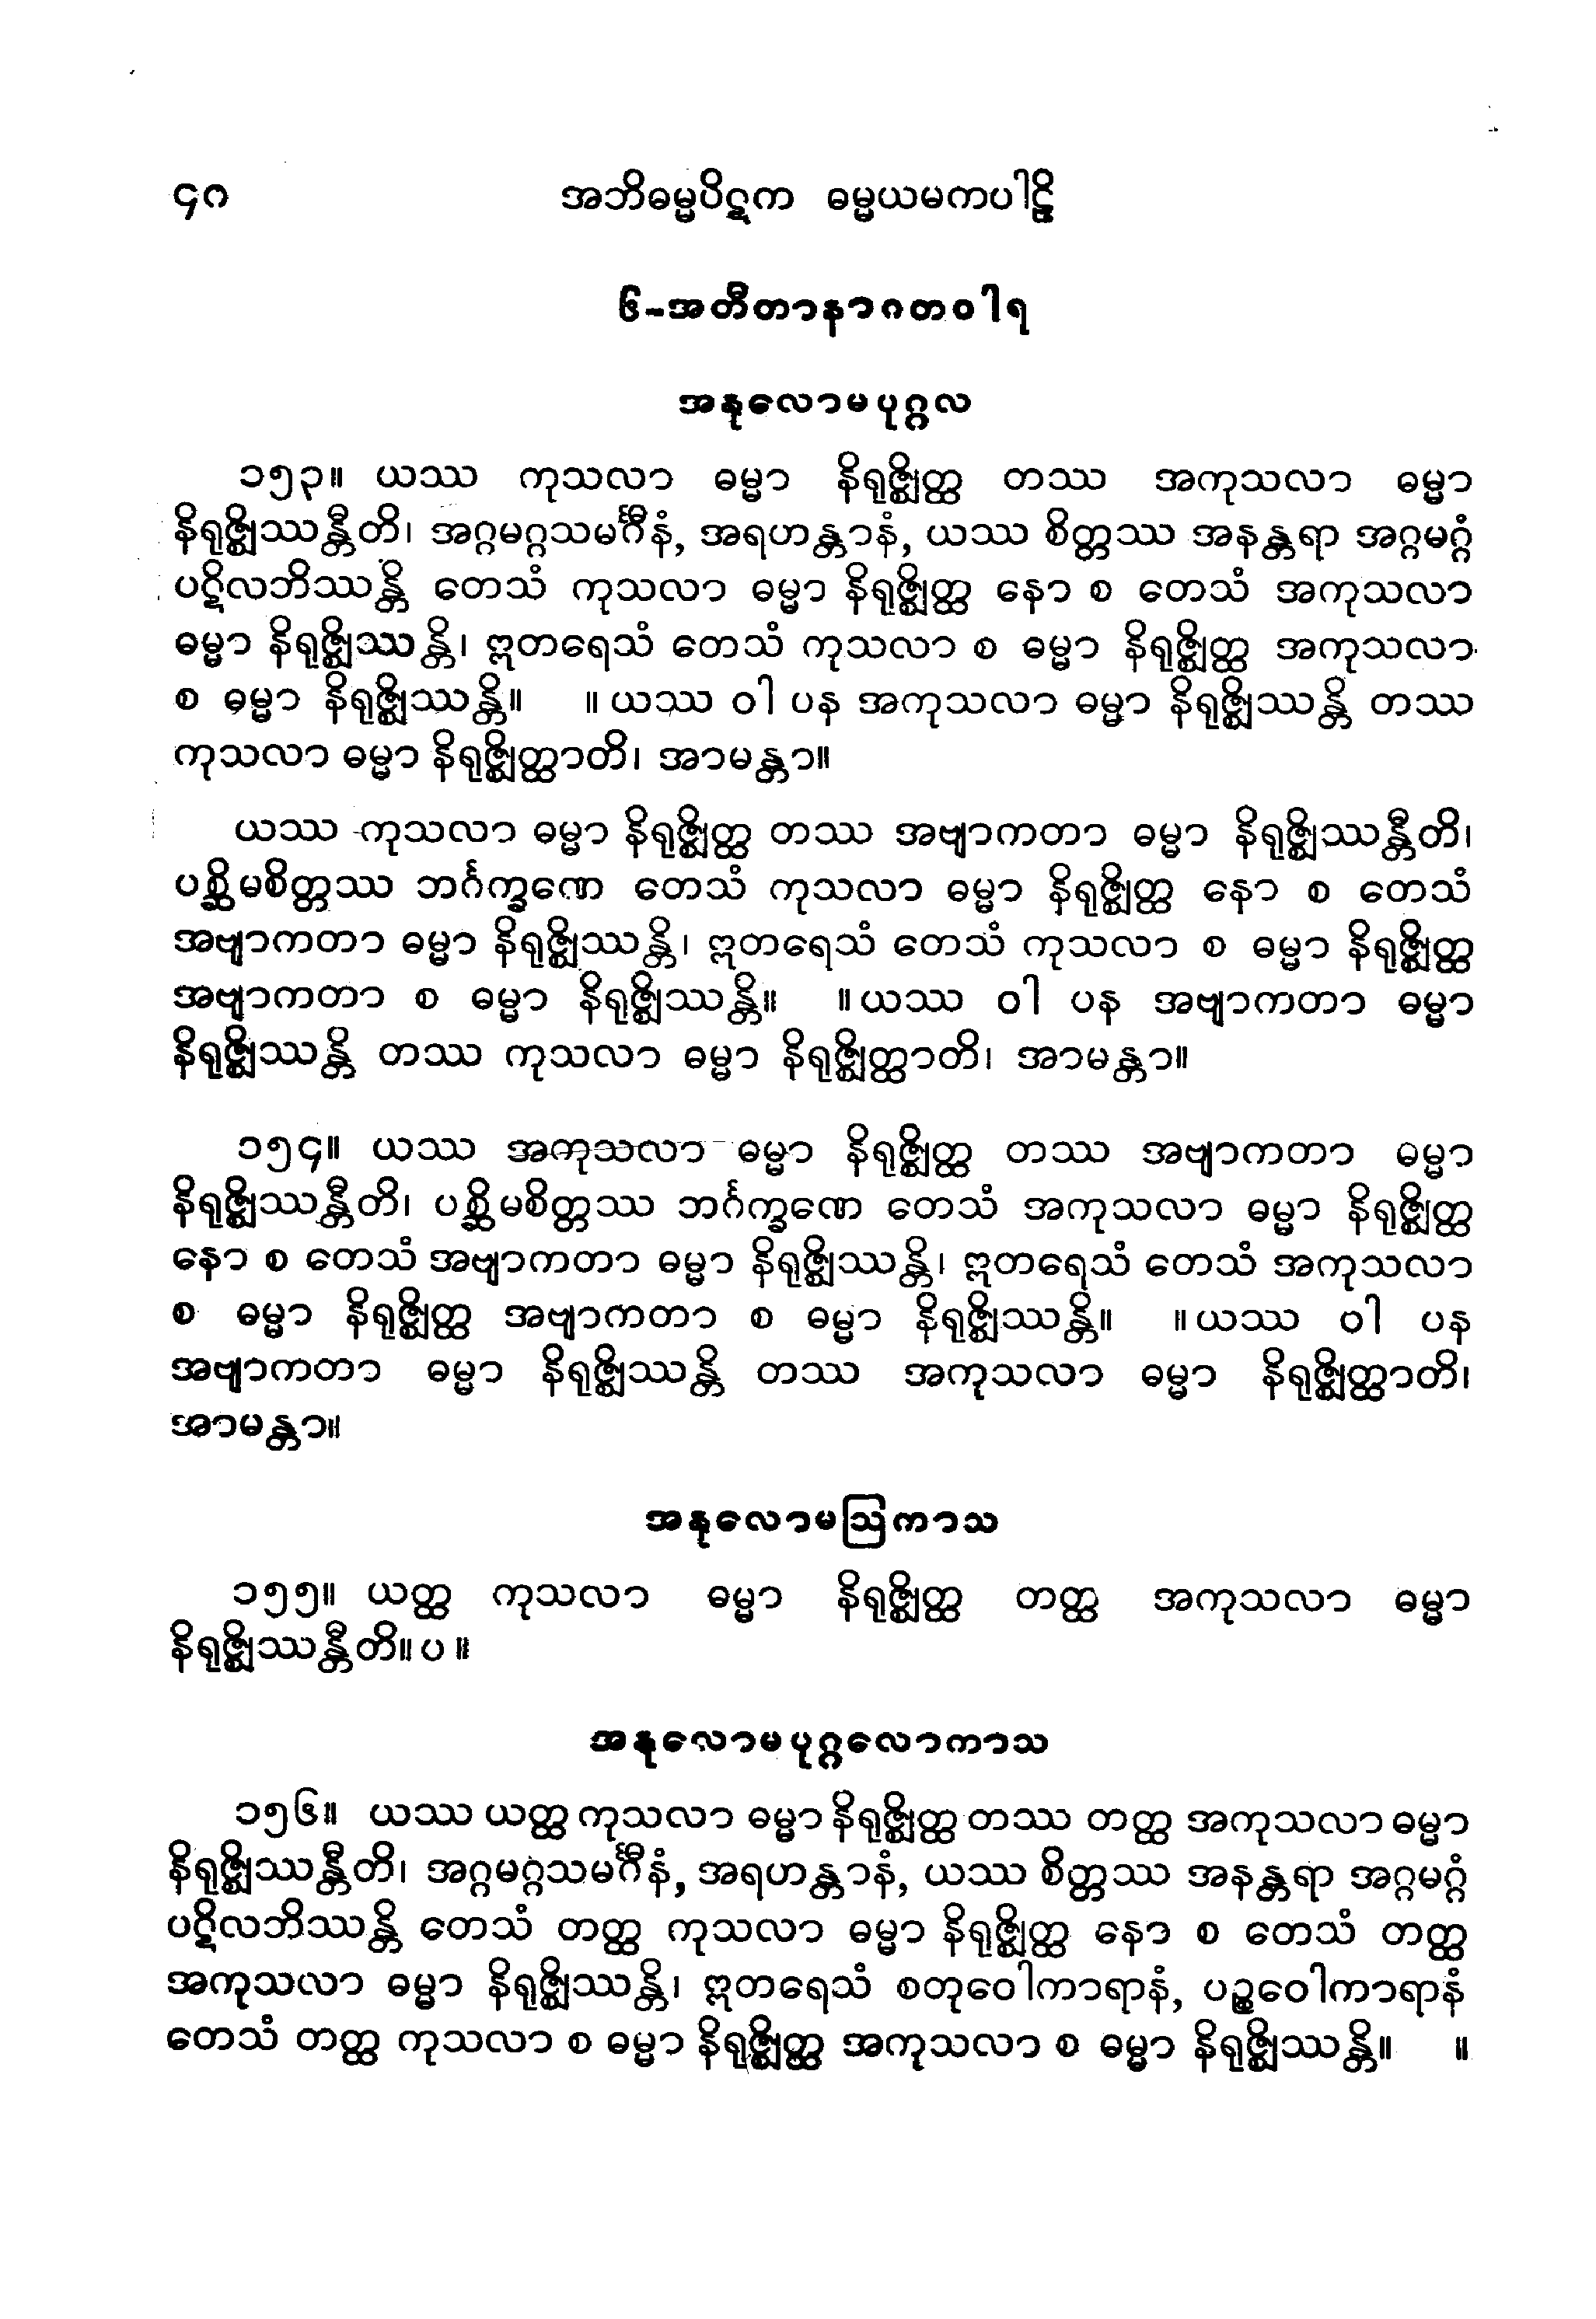 ၄၈ အဘိဓမ္မပိဋက ဓမ္မယမကပါဠိ
၆-အတီတာနာဂတဝါရ
အနုလောမပုဂ္ဂလ
၁၅၃။ ယဿ ကုသလာ ဓမ္မာ နိရုဇ္ဈိတ္ထ တဿ အကုသလာ ဓမ္မာ
နိရုဇ္ဈိဿန္တီတိ၊ အဂ္ဂမဂ္ဂသမင်္ဂီနံ, အရဟန္တာနံ, ယဿ စိတ္တဿ အနန္တရာ အဂ္ဂမဂ္ဂံ
ပဋိလဘိဿန္တိ တေသံ ကုသလာ ဓမ္မာ နိရုဇ္ဈိတ္ထ နော စ တေသံ အကုသလာ
ဓမ္မာ နိရုဇ္ဈိဿန္တိ၊ ဣတရေသံ တေသံ ကုသလာ စ ဓမ္မာ နိရုဇ္ဈိတ္ထ အကုသလာ
စ ဓမ္မာ နိရုဇ္ဈိဿန္တိ။ ။ ယဿ ဝါ ပန အကုသလာ ဓမ္မာ နိရုဇ္ဈိဿန္တိ တဿ
ကုသလာ ဓမ္မာ နိရုဇ္ဈိတ္ထာတိ၊ အာမန္တာ။
ယဿ ကုသလာ ဓမ္မာ နိရုဇ္ဈိတ္ထ တဿ အဗျာကတာ ဓမ္မာ နိရုဇ္ဈိဿန္တီတိ၊
ပစ္ဆိမစိတ္တဿ ဘင်္ဂက္ခဏေ တေသံ ကုသလာ ဓမ္မာ နိရုဇ္ဈိတ္ထ နော စ တေသံ
အဗျာကတာ ဓမ္မာ နိရုဇ္ဈိဿန္တိ၊ ဣတရေသံ တေသံ ကုသလာ စ ဓမ္မာ နိရုဇ္ဈိတ္ထ
အဗျာကတာ စ ဓမ္မာ နိရုဇ္ဈိဿန္တိ။ ။ ယဿ ဝါ ပန အဗျာကတာ ဓမ္မာ
နိရုဇ္ဈိဿန္တိ တဿ ကုသလာ ဓမ္မာ နိရုဇ္ဈိတ္ထာတိ၊ အာမန္တာ။
၁၅၄။ ယဿ အကုသလာ ဓမ္မာ နိရုဇ္ဈိတ္ထ တဿ အဗျာကတာ ဓမ္မာ
နိရုဇ္ဈိဿန္တီတိ၊ ပစ္ဆိမစိတ္တဿ ဘင်္ဂက္ခဏေ တေသံ အကုသလာ ဓမ္မာ နိရုဇ္ဈိတ္ထ
နော စ တေသံ အဗျာကတာ ဓမ္မာ နိရုဇ္ဈိဿန္တိ၊ ဣတရေသံ တေသံ အကုသလာ
စ ဓမ္မာ နိရုဇ္ဈိတ္ထ အဗျာကတာ စ ဓမ္မာ နိရုဇ္ဈိဿန္တိ။ ။ ယဿ ဝါ ပန
အဗျာကတာ ဓမ္မာ နိရုဇ္ဈိဿန္တိ တဿ အကုသလာ ဓမ္မာ နိရုဇ္ဈိတ္ထာတိ၊
အာမန္တာ။
အနုလောမဩကာသ
၁၅၅။ ယတ္ထ ကုသလာ ဓမ္မာ နိရုဇ္ဈိတ္ထ တတ္ထ အကုသလာ ဓမ္မာ
နိရုဇ္ဈိဿန္တီတိ။ ပ ။
အနုလောမပုဂ္ဂလောကာသ
၁၅၆။ ယဿ ယတ္ထ ကုသလာ ဓမ္မာ နိရုဇ္ဈိတ္ထ တဿ တတ္ထ အကုသလာ ဓမ္မာ
နိရုဇ္ဈိဿန္တီတိ၊ အဂ္ဂမဂ္ဂသမင်္ဂီနံ, အရဟန္တာနံ, ယဿ စိတ္တဿ အနန္တရာ အဂ္ဂမဂ္ဂံ
ပဋိလဘိဿန္တိ တေသံ တတ္ထ ကုသလာ ဓမ္မာ နိရုဇ္ဈိတ္ထ နော စ တေသံ တတ္ထ
အကုသလာ ဓမ္မာ နိရုဇ္ဈိဿန္တိ၊ ဣတရေသံ စတုဝေါကာရာနံ, ပဉ္စဝေါကာရာနံ
တေသံ တတ္ထ ကုသလာ စ ဓမ္မာ နိရုဇ္ဈိတ္ထ အကုသလာ စ ဓမ္မာ နိရုဇ္ဈိဿန္တိ။ ။